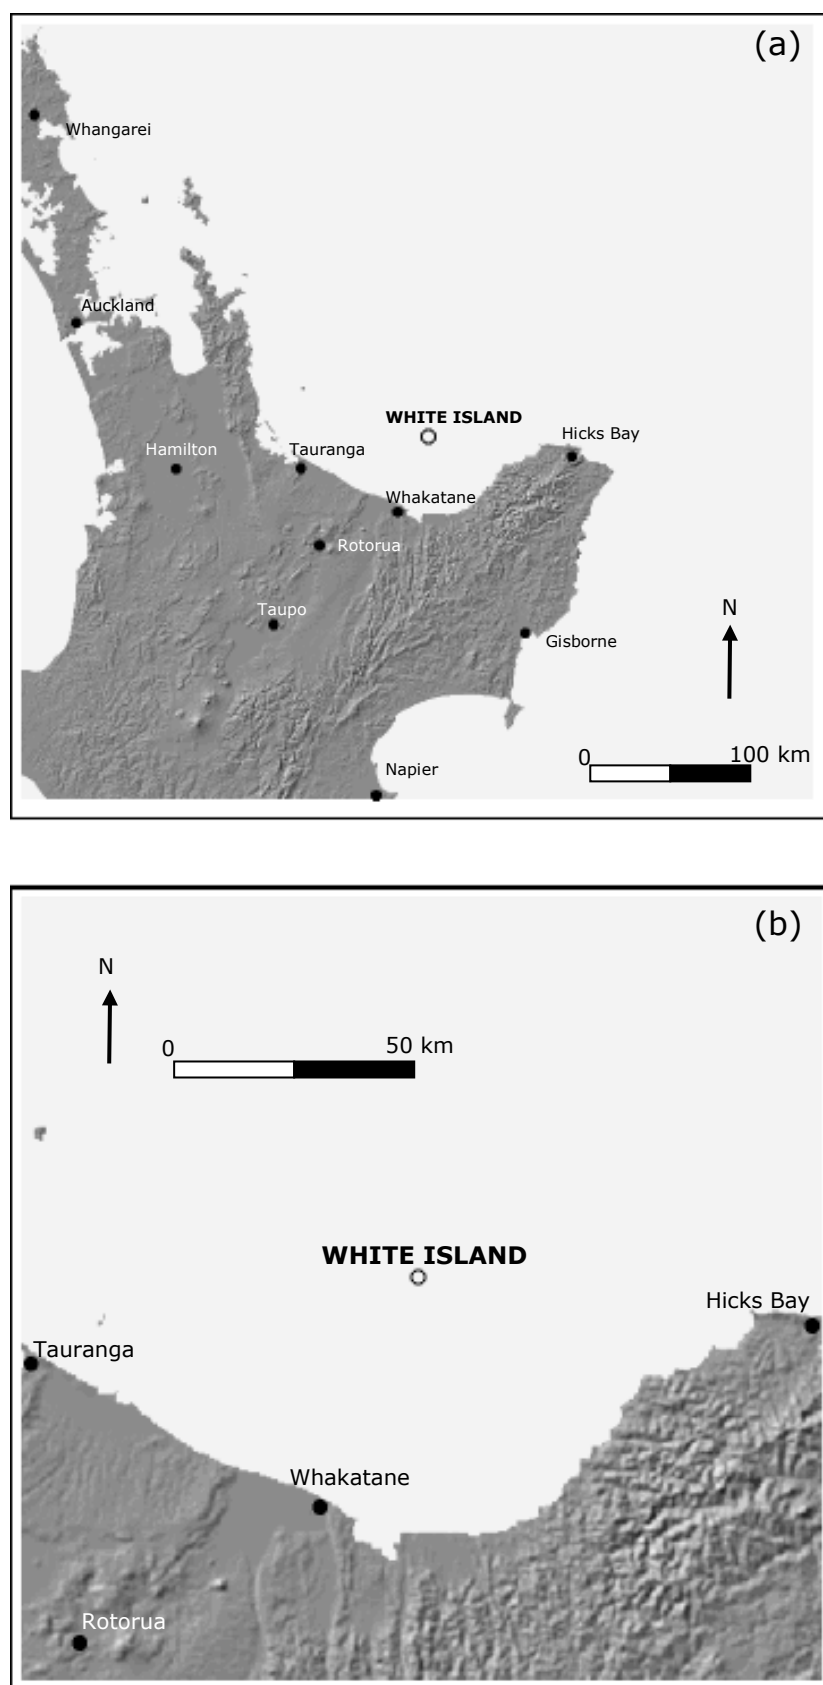 (a)
Whangarei
Auckland
WHITE ISLAND
Hicks Bay
Hamilton
Tauranga
Whakatane
Rotorua
Taupo
N
Gisborne
0 100 km
Napier
(b)
N
0 50 km
WHITE ISLAND
Hicks Bay
Tauranga
Whakatane
Rotorua